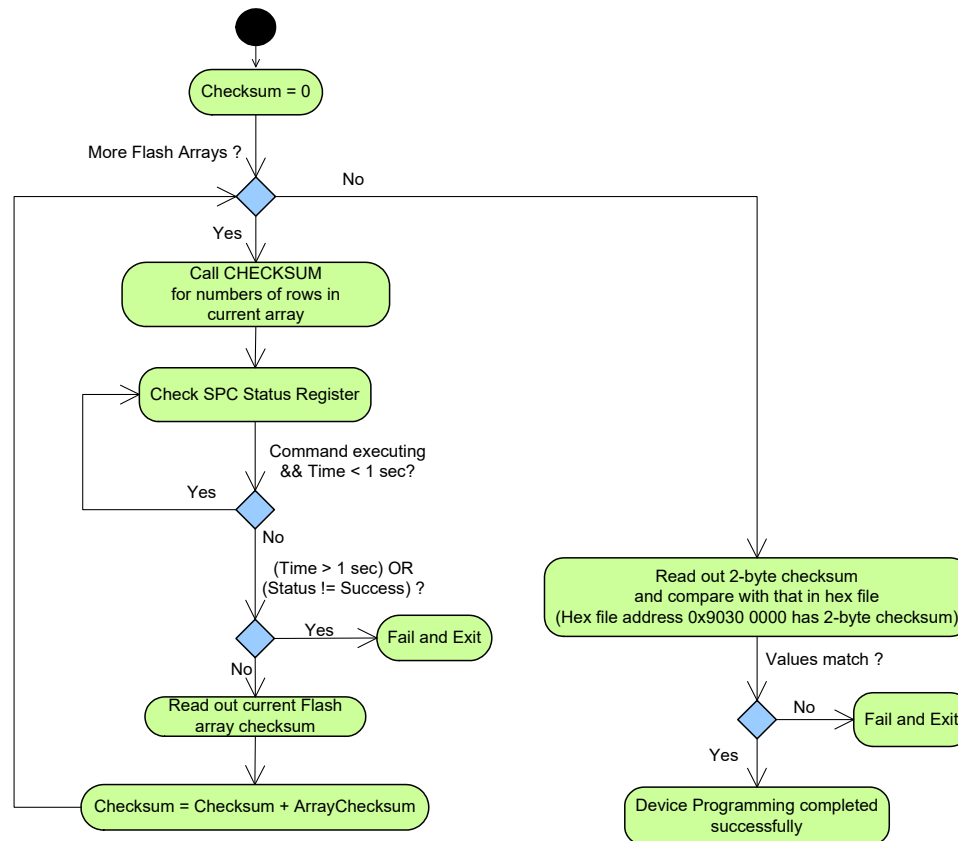 Checksum = 0
More Flash Arrays ?
No
Yes
Call CHECKSUM
for numbers of rows in
current array
Check SPC Status Register
Command executing
&& Time < 1 sec?
Yes
No
(Time > 1 sec) OR
(Status != Success) ?
Yes
Fail and Exit
No
Read out current Flash
array checksum
Checksum = Checksum + ArrayChecksum
Read out 2-byte checksum
and compare with that in hex file
(Hex file address 0x9030 0000 has 2-byte checksum)
Values match ?
No
Fail and Exit
Yes
Device Programming completed
successfully